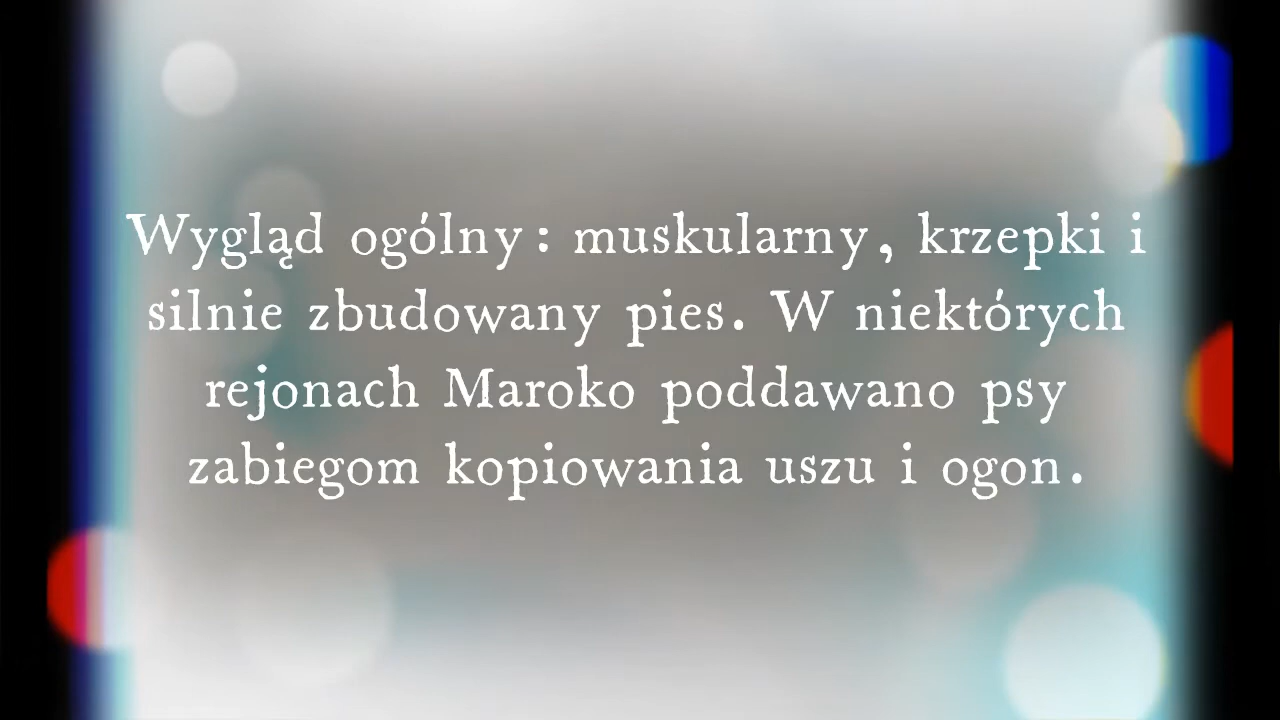 Wygląd ogólny: muskularny, krzepki i
silnie zbudowany pies. W niektórych
rejonach Maroko poddawano psy
zabiegom kopiowania uszu i ogon.